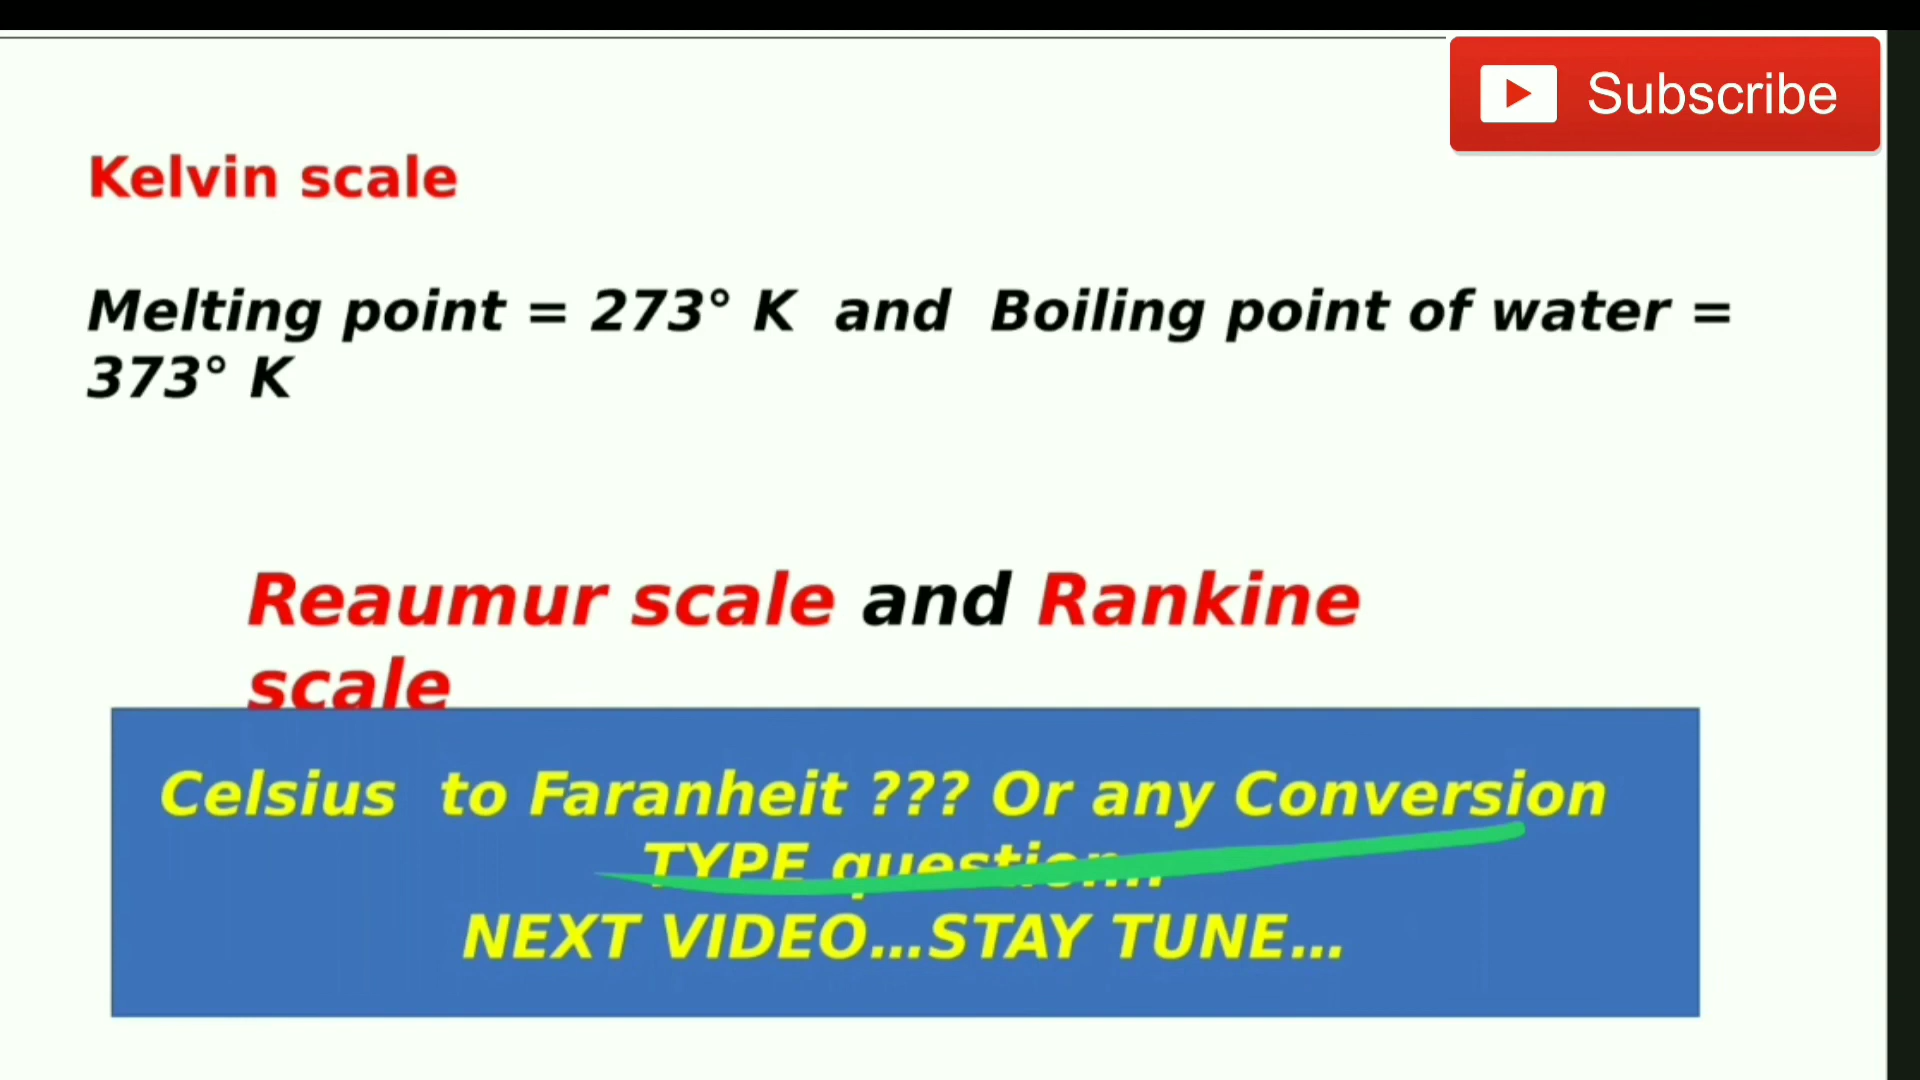 Subscribe
Kelvin scale
Melting point = 273° K and Boiling point of water =
373° K
Reaumur scale and Rankine
scale
Celsius to Faranheit ??? Or any Conversion
TYPE question...
NEXT VIDEO...STAY TUNE...